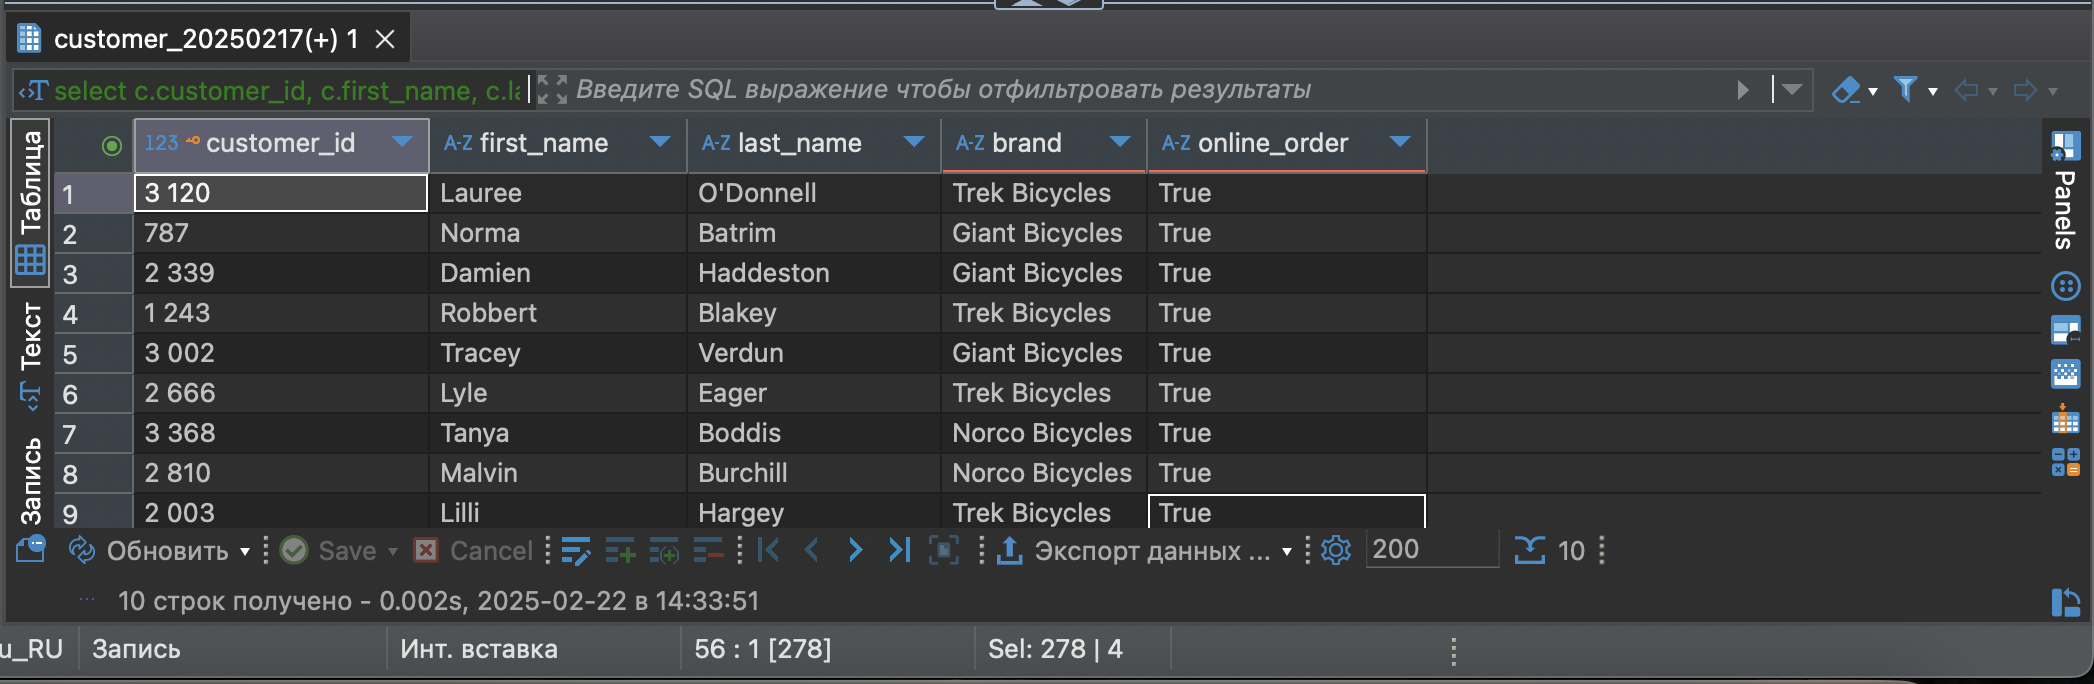 customer_20250217(+) 1
select c.customer_id, c.first_name, c.la Введите SQL выражение чтобы отфильтровать результаты
Таблица
Текст
Запись
123 customer_id A-Z first_name A-Z last_name A-Z brand A-Z online_order
1 3 120 Lauree O'Donnell Trek Bicycles True
2 787 Norma Batrim Giant Bicycles True
3 2 339 Damien Haddeston Giant Bicycles True
4 1 243 Robbert Blakey Trek Bicycles True
5 3 002 Tracey Verdun Giant Bicycles True
6 2 666 Lyle Eager Trek Bicycles True
7 3 368 Tanya Boddis Norco Bicycles True
8 2 810 Malvin Burchill Norco Bicycles True
9 2 003 Lilli Hargey Trek Bicycles True
Panels
Обновить Save Cancel Экспорт данных ... 200 10
10 строк получено - 0.002s, 2025-02-22 в 14:33:51
u_RU Запись Инт. вставка 56 : 1 [278] Sel: 278 | 4